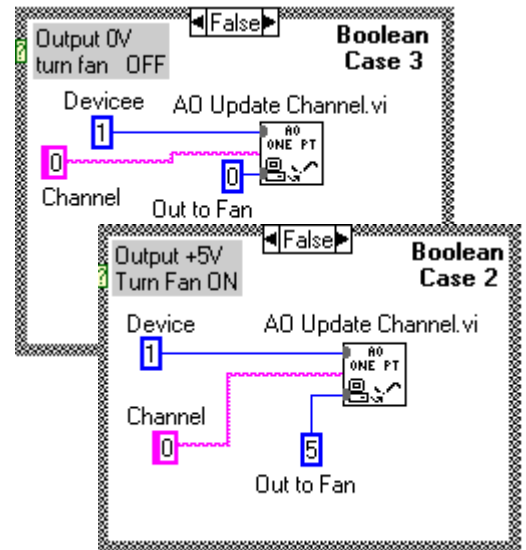 False
Boolean
Case 3
Output 0V
turn fan OFF
Devicee
AO Update Channel.vi
1
AO
ONE PT
0
0
Channel
Out to Fan
False
Boolean
Case 2
Output +5V
Turn Fan ON
Device
AO Update Channel.vi
1
AO
ONE PT
Channel
0
5
Out to Fan
?
?